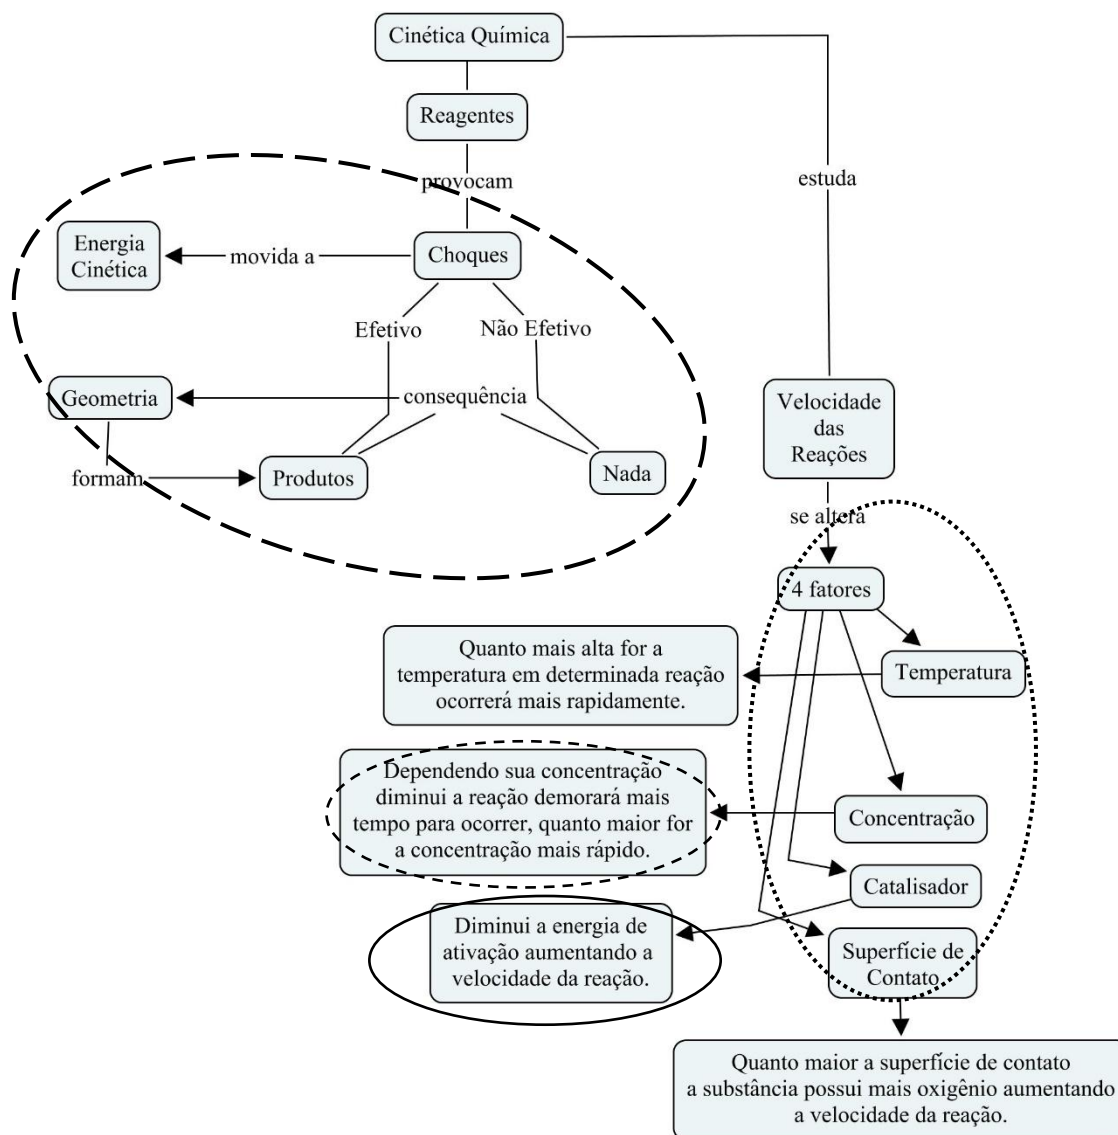 Cinética Química
Reagentes
provocam
estuda
Energia
Cinética
movida a
Choques
Efetivo
Não Efetivo
Geometria
consequência
Velocidade
das
Reações
formam
Produtos
Nada
se altera
4 fatores
Quanto mais alta for a
temperatura em determinada reação
ocorrerá mais rapidamente.
Temperatura
Dependendo sua concentração
diminui a reação demorará mais
tempo para ocorrer, quanto maior for
a concentração mais rápido.
Concentração
Catalisador
Diminui a energia de
ativação aumentando a
velocidade da reação.
Superfície de
Contato
Quanto maior a superfície de contato
a substância possui mais oxigênio aumentando
a velocidade da reação.